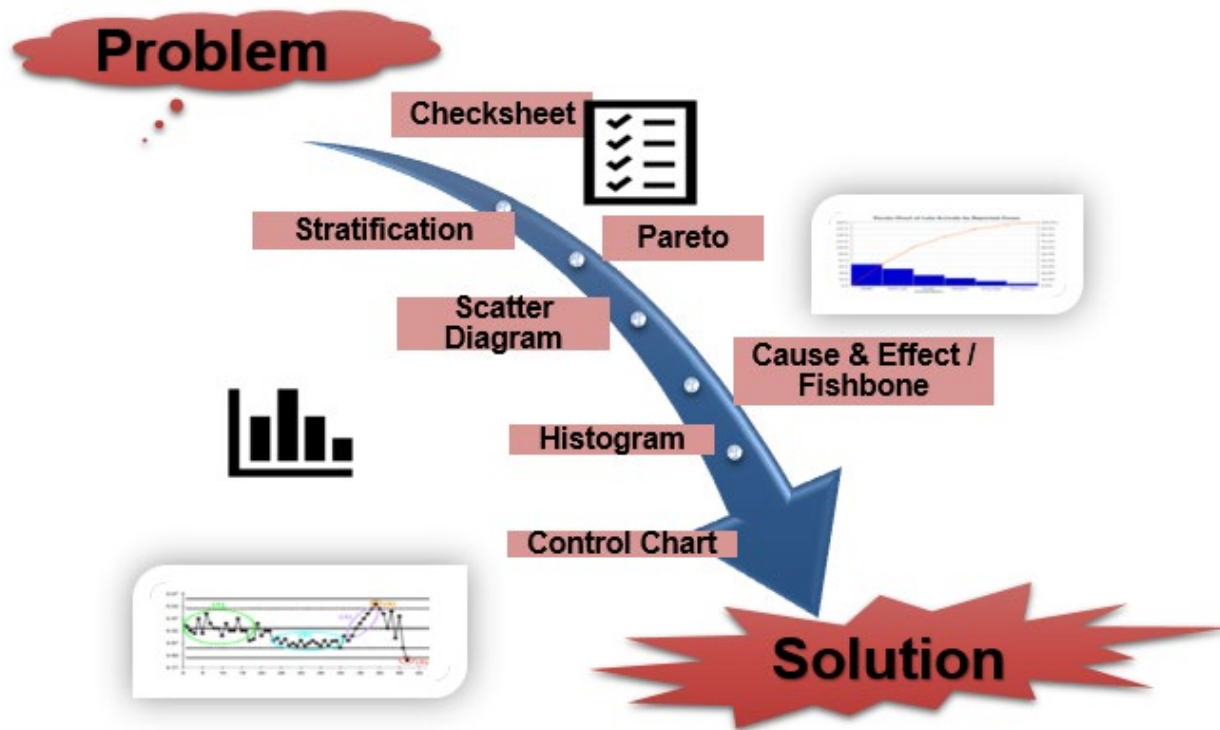 Problem
Checksheet
Stratification
Pareto
Scatter
Diagram
Cause & Effect /
Fishbone
Histogram
Control Chart
Solution